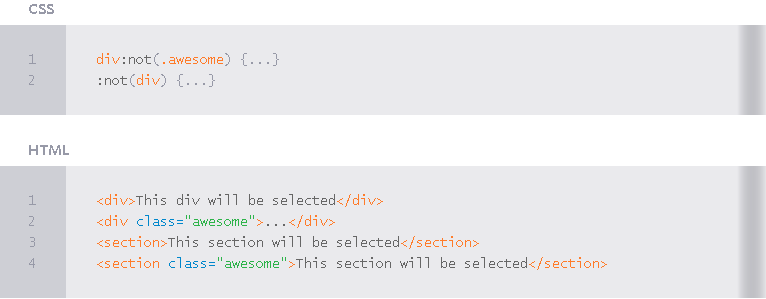 CSS
1 div:not(.awesome) {...}
2 :not(div) {...}
HTML
1 <div>This div will be selected</div>
2 <div class="awesome">...</div>
3 <section>This section will be selected</section>
4 <section class="awesome">This section will be selected</section>